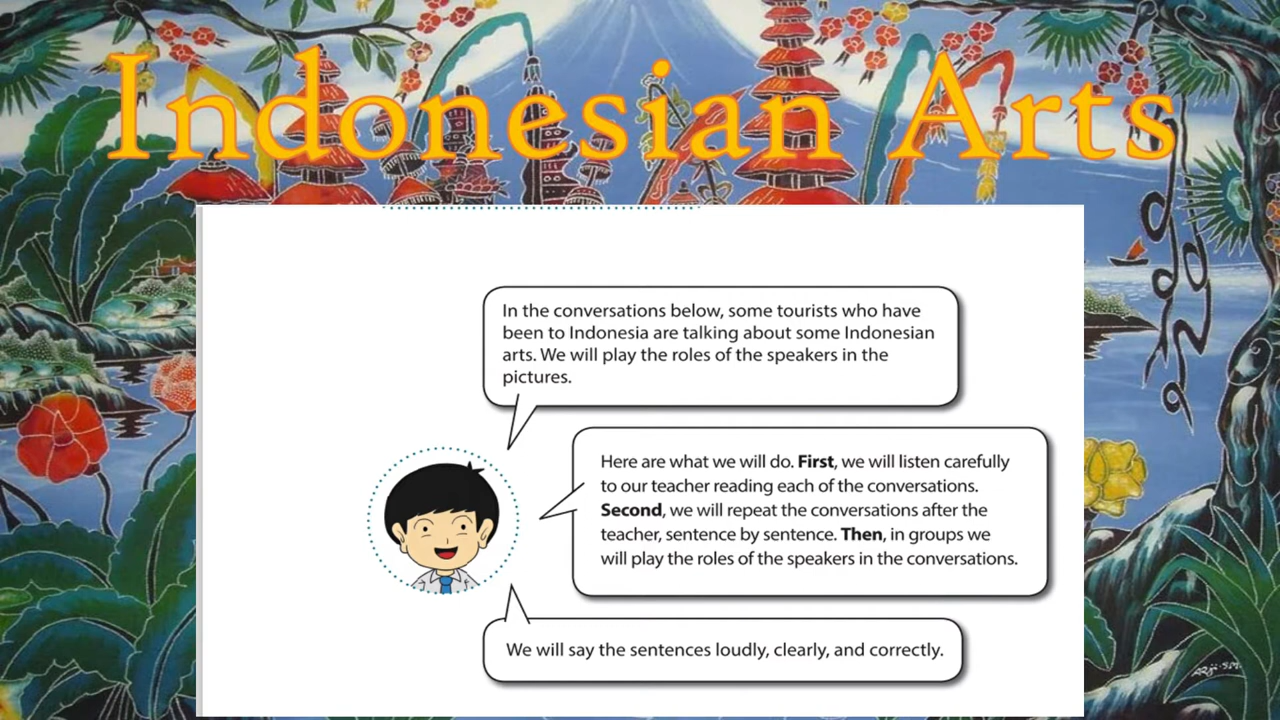 Indonesian Arts
In the conversations below, some tourists who have
been to Indonesia are talking about some Indonesian
arts. We will play the roles of the speakers in the
pictures.
Here are what we will do. First, we will listen carefully
to our teacher reading each of the conversations.
Second, we will repeat the conversations after the
teacher, sentence by sentence. Then, in groups we
will play the roles of the speakers in the conversations.
We will say the sentences loudly, clearly, and correctly.